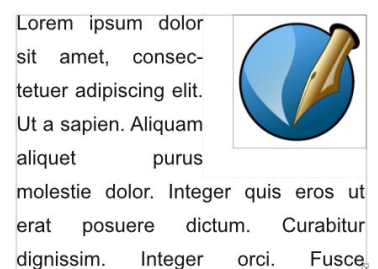 Lorem ipsum dolor
sit amet, consec-
tetuer adipiscing elit.
Ut a sapien. Aliquam
aliquet purus
molestie dolor. Integer quis eros ut
erat posuere dictum. Curabitur
dignissim. Integer orci. Fusce